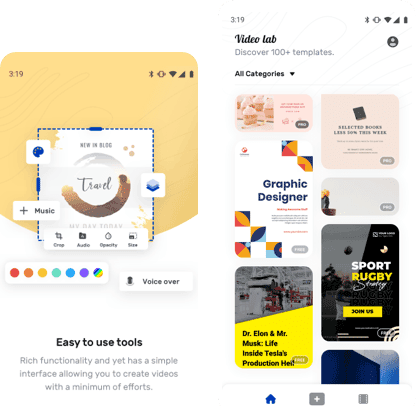 3:19
NEW IN BLOG
Travel
Music
MY DAY TODAY
Crop
Audio
Opacity
Size
Voice over
Easy to use tools
Rich functionality and yet has a simple
interface allowing you to create videos
with a minimum of efforts.
3:19
Video lab
Discover 100+ templates.
All Categories
PRO
SELECTED BOOKS
LESS 60% THIS WEEK
PRO
Graphic
Designer
FREE
PRO
SPORT
RUGBY
Strategy
JOIN US
FREE
Dr. Elon & Mr.
Musk: Life
Inside Tesla's
Production Hell
FREE